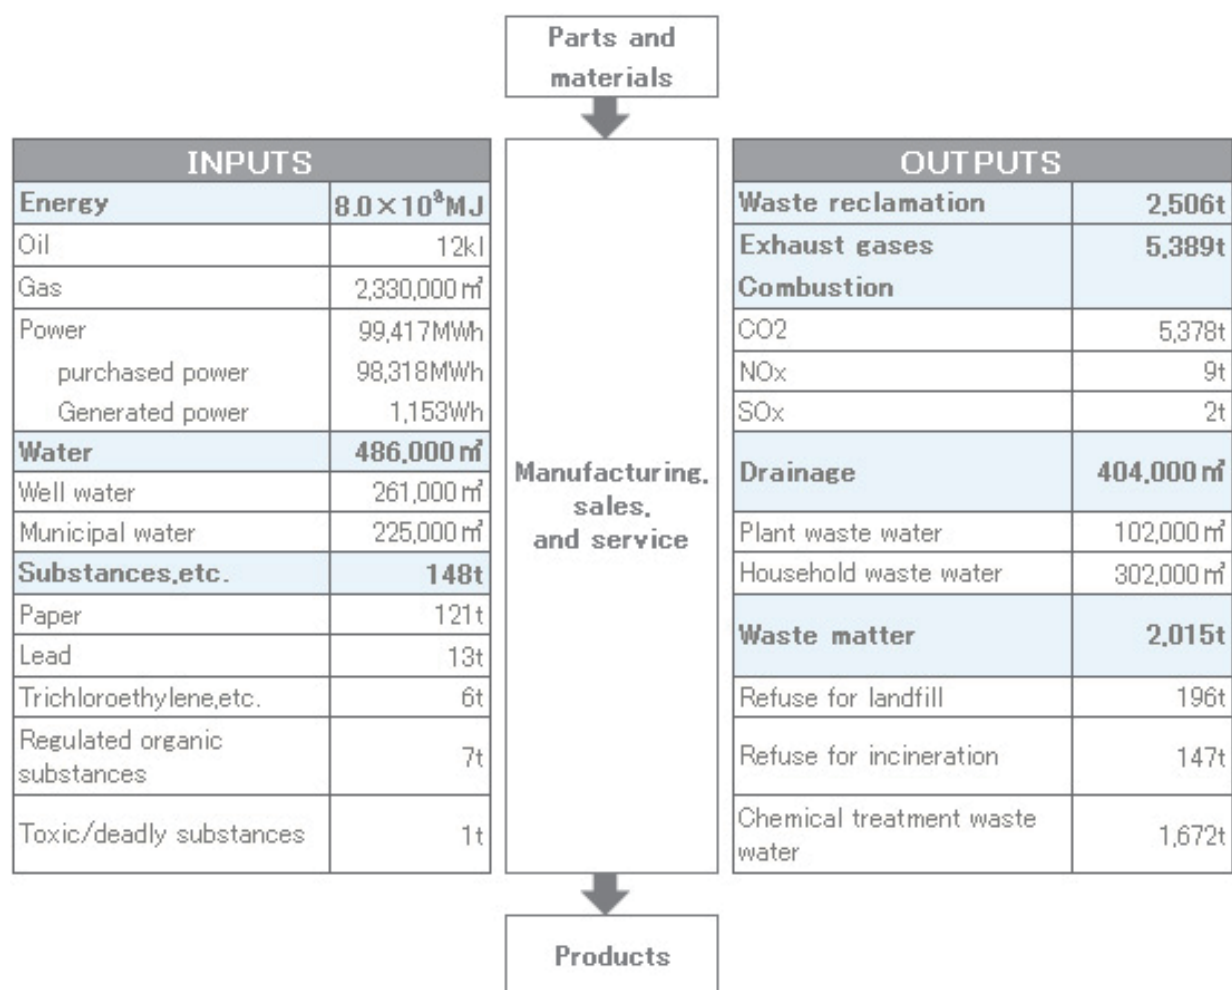 Parts and
materials
INPUTS
Energy 8.0×10⁸MJ
Oil 12kl
Gas 2,330,000㎥
Power 99,417MWh
purchased power 98,318MWh
Generated power 1,153Wh
Water 486,000㎥
Well water 261,000㎥
Municipal water 225,000㎥
Substances,etc. 148t
Paper 121t
Lead 13t
Trichloroethylene,etc. 6t
Regulated organic
substances 7t
Toxic/deadly substances 1t
Manufacturing,
sales,
and service
OUTPUTS
Waste reclamation 2,506t
Exhaust gases 5,389t
Combustion
CO2 5,378t
NOx 9t
SOx 2t
Drainage 404,000㎥
Plant waste water 102,000㎥
Household waste water 302,000㎥
Waste matter 2,015t
Refuse for landfill 196t
Refuse for incineration 147t
Chemical treatment waste
water 1,672t
Products